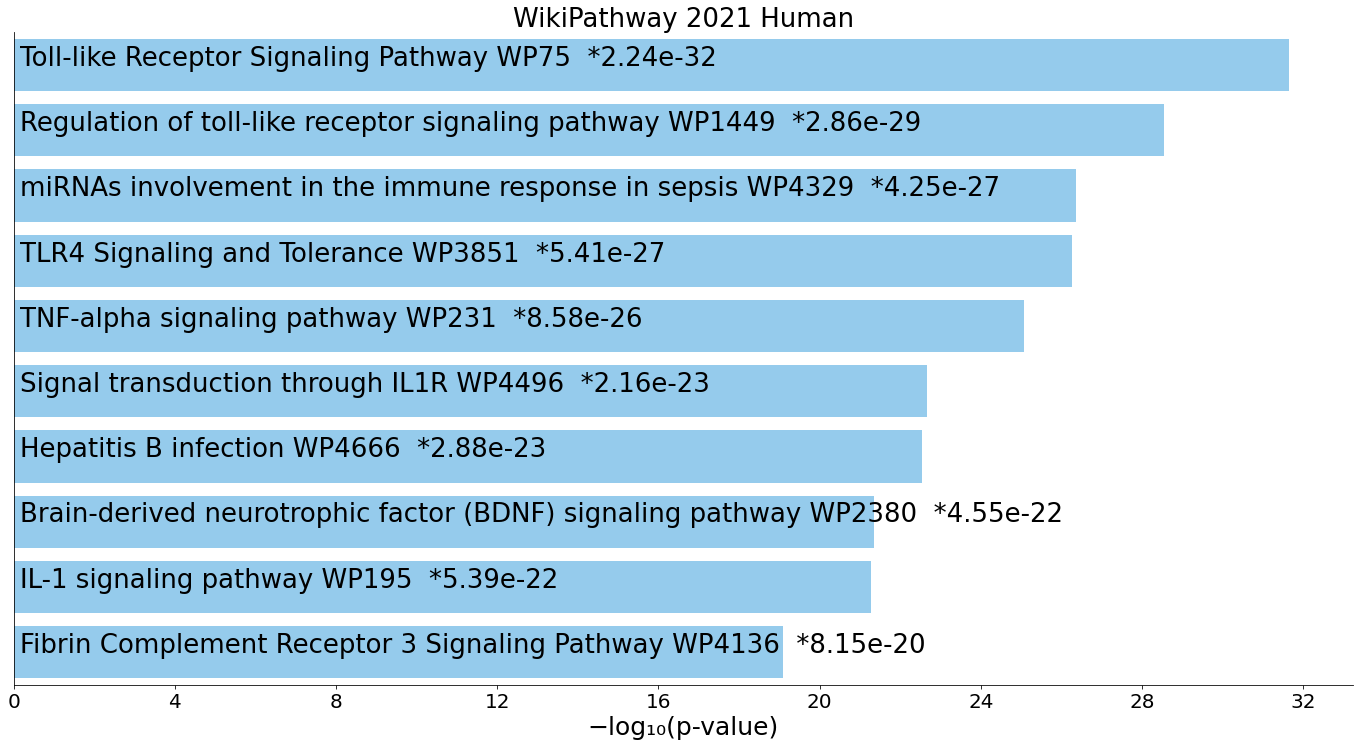 WikiPathway 2021 Human
Toll-like Receptor Signaling Pathway WP75  *2.24e-32
Regulation of toll-like receptor signaling pathway WP1449  *2.86e-29
miRNAs involvement in the immune response in sepsis WP4329  *4.25e-27
TLR4 Signaling and Tolerance WP3851  *5.41e-27
TNF-alpha signaling pathway WP231  *8.58e-26
Signal transduction through IL1R WP4496  *2.16e-23
Hepatitis B infection WP4666  *2.88e-23
Brain-derived neurotrophic factor (BDNF) signaling pathway WP2380  *4.55e-22
IL-1 signaling pathway WP195  *5.39e-22
Fibrin Complement Receptor 3 Signaling Pathway WP4136  *8.15e-20
0 4 8 12 16 20 24 28 32
−log₁₀(p-value)